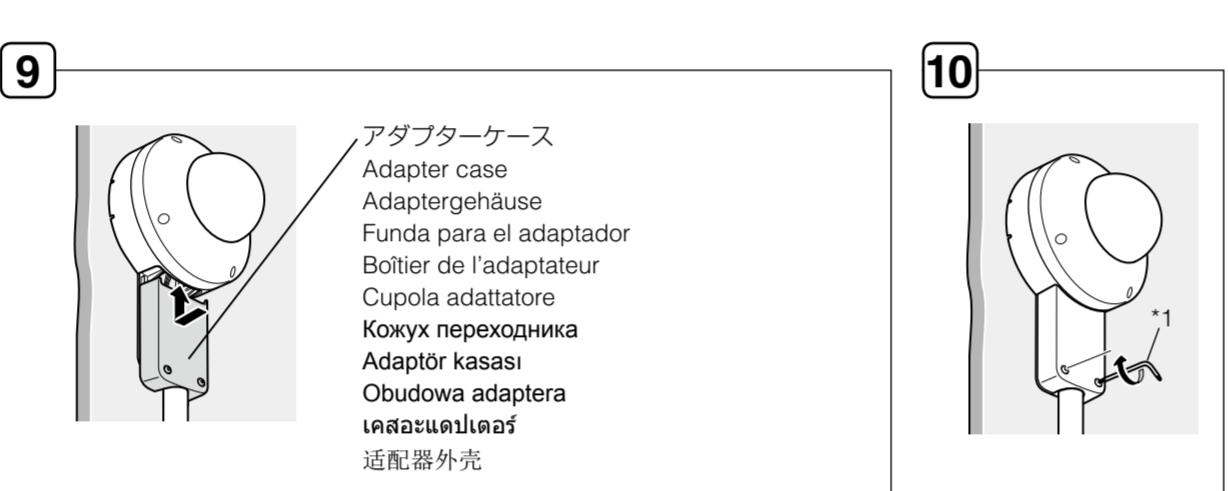 9
アダプターケース
Adapter case
Adaptergehäuse
Funda para el adaptador
Boîtier de l'adaptateur
Cupola adattatore
Кожух переходника
Adaptör kasası
Obudowa adaptera
เคสอะแดปเตอร์
适配器外壳
10
*1